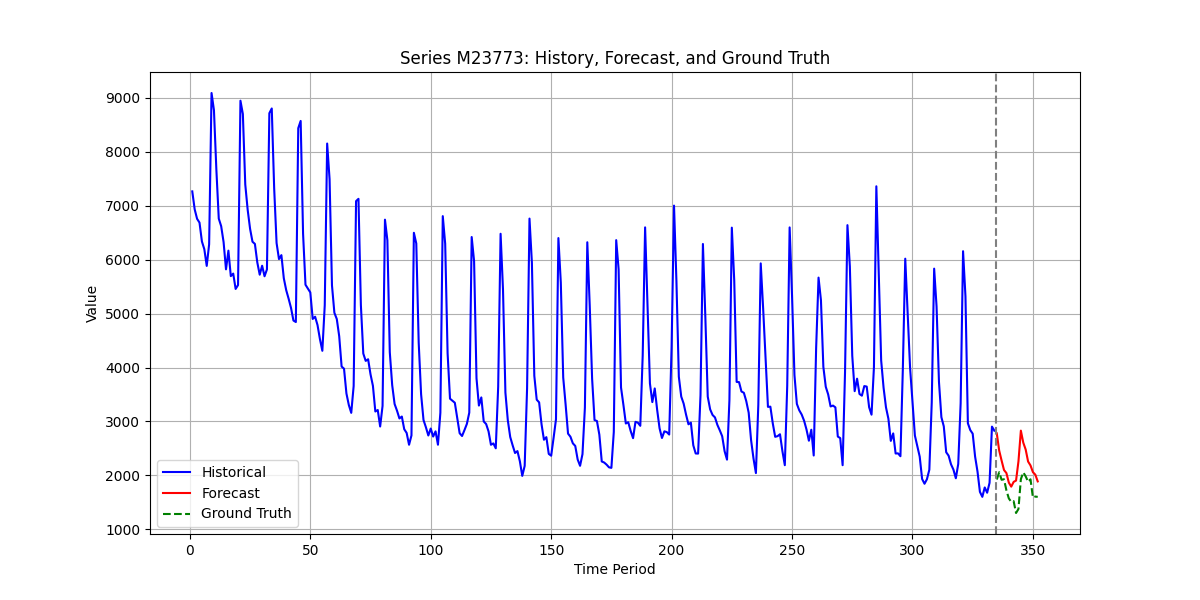 Series M23773: History, Forecast, and Ground Truth
Value
9000
8000
7000
6000
5000
4000
3000
2000
1000
Historical
Forecast
Ground Truth
0 50 100 150 200 250 300 350
Time Period